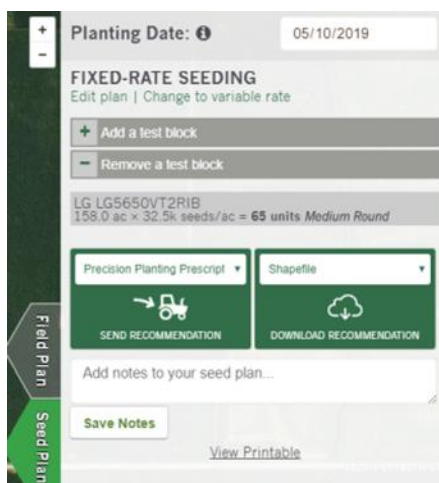 +
-
Planting Date: i
05/10/2019
FIXED-RATE SEEDING
Edit plan | Change to variable rate
+ Add a test block
− Remove a test block
LG LG5650VT2RIB
158.0 ac × 32.5k seeds/ac = 65 units Medium Round
Precision Planting Prescript
Shapefile
SEND RECOMMENDATION
DOWNLOAD RECOMMENDATION
Field Plan
Add notes to your seed plan...
Seed Plan
Save Notes
View Printable